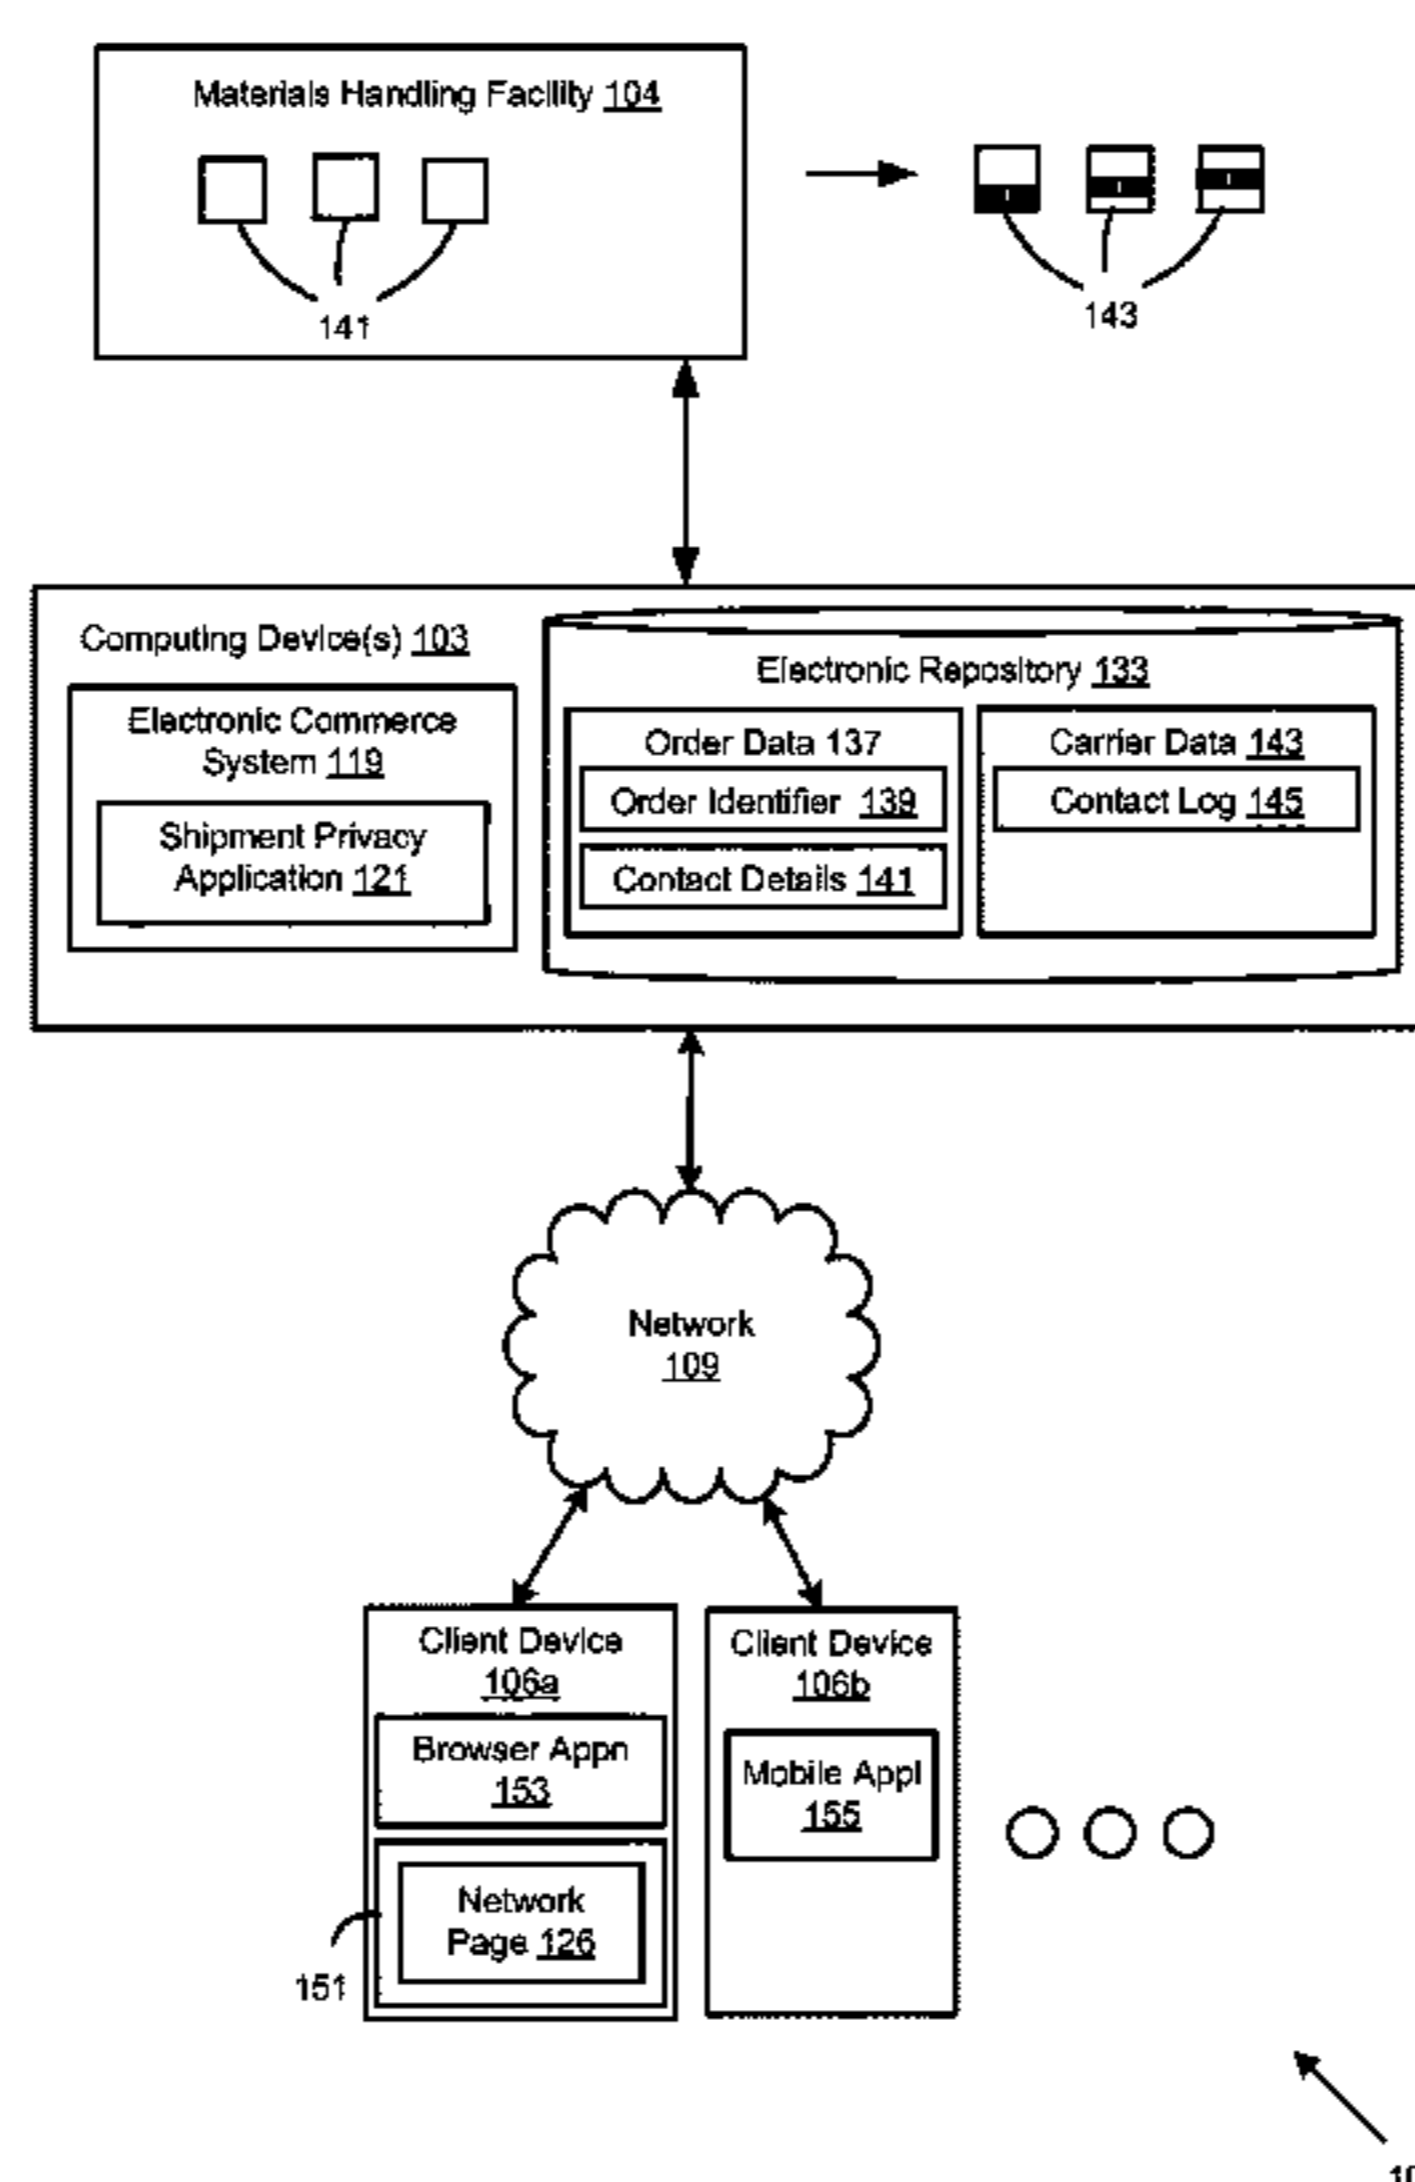 Materials Handling Facility 104
141
143
Computing Device(s) 103
Electronic Commerce
System 119
Shipment Privacy
Application 121
Electronic Repository 133
Order Data 137
Order Identifier 139
Contact Details 141
Carrier Data 143
Contact Log 145
Network
109
Client Device
106a
Browser Appn
153
Network
Page 126
151
Client Device
106b
Mobile Appl
155